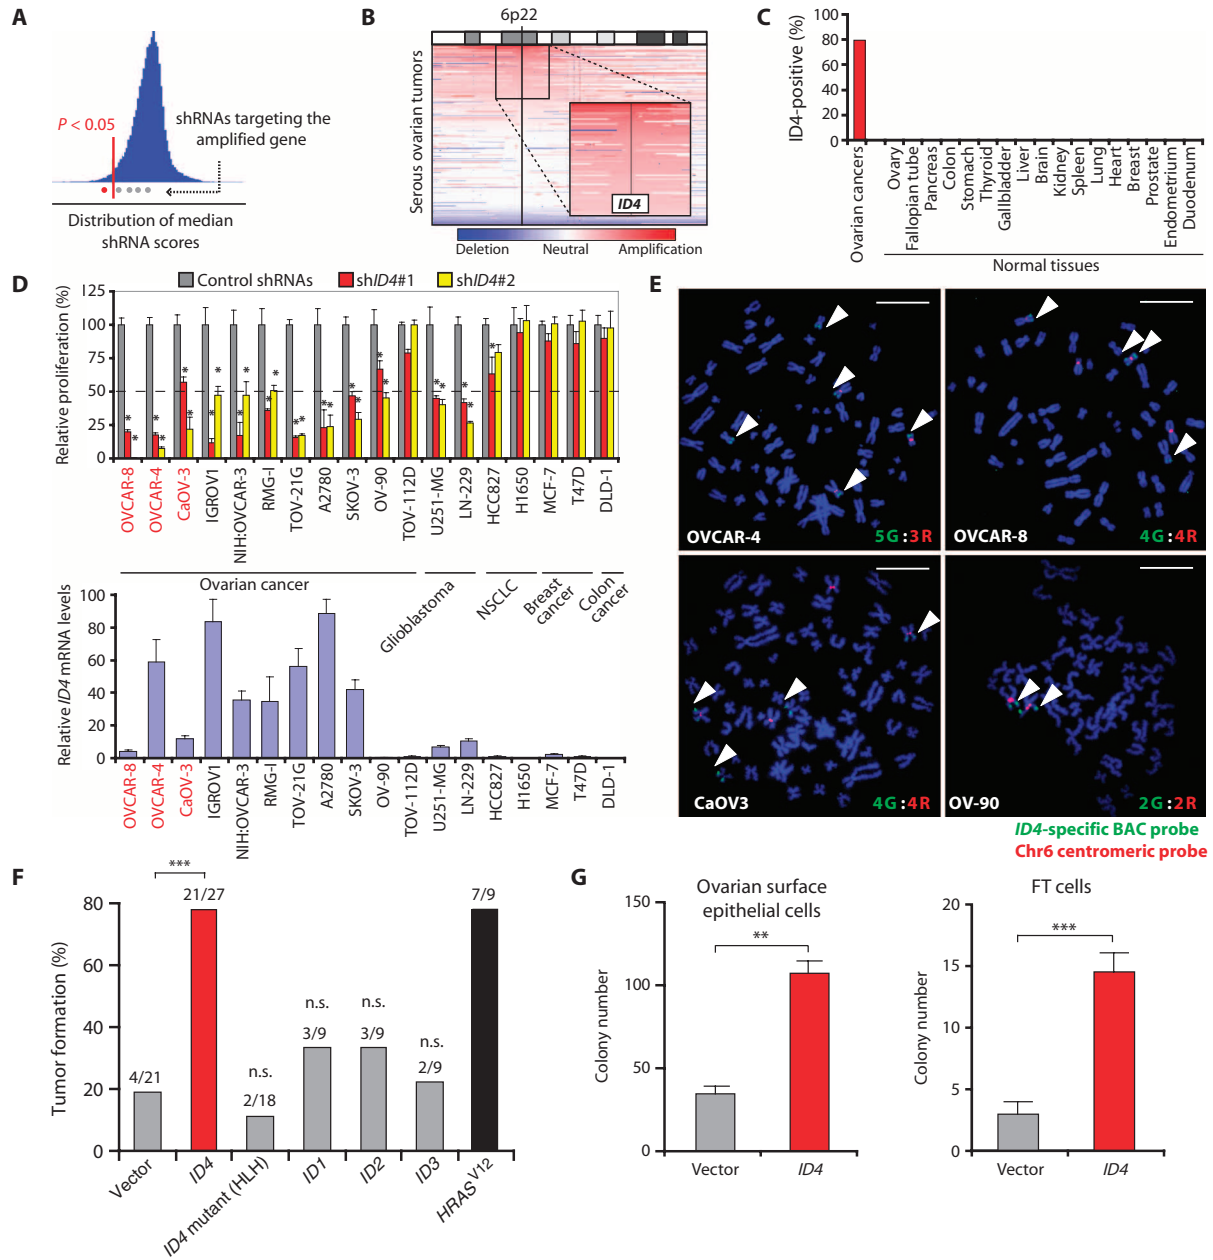 A
P < 0.05
shRNAs targeting the
amplified gene
Distribution of median
shRNA scores
B
6p22
Serous ovarian tumors
ID4
Deletion Neutral Amplification
C
ID4-positive (%)
100
80
60
40
20
0
Ovarian cancers
Ovary
Fallopian tube
Pancreas
Colon
Stomach
Thyroid
Gallbladder
Liver
Brain
Kidney
Spleen
Lung
Heart
Breast
Prostate
Endometrium
Duodenum
Normal tissues
D
Control shRNAs shID4#1 shID4#2
Relative proliferation (%)
125
100
75
50
25
0
* * * * * * * * * * * * * * * * * * * * * * * *
OVCAR-8
OVCAR-4
CaOV-3
IGROV1
NIH:OVCAR-3
RMG-I
TOV-21G
A2780
SKOV-3
OV-90
TOV-112D
U251-MG
LN-229
HCC827
H1650
MCF-7
T47D
DLD-1
Ovarian cancer
Glioblastoma
NSCLC
Breast
cancer
Colon
cancer
Relative ID4 mRNA levels
100
80
60
40
20
0
OVCAR-8
OVCAR-4
CaOV-3
IGROV1
NIH:OVCAR-3
RMG-I
TOV-21G
A2780
SKOV-3
OV-90
TOV-112D
U251-MG
LN-229
HCC827
H1650
MCF-7
T47D
DLD-1
E
OVCAR-4 5G:3R
OVCAR-8 4G:4R
CaOV3 4G:4R
OV-90 2G:2R
ID4-specific BAC probe
Chr6 centromeric probe
F
Tumor formation (%)
80
60
40
20
0
***
4/21
21/27
n.s.
2/18
n.s.
3/9
n.s.
3/9
n.s.
2/9
7/9
Vector
ID4
ID4 mutant (HLH)
ID1
ID2
ID3
HRAS V12
G
Ovarian surface
epithelial cells
Colony number
150
100
50
0
**
Vector ID4
FT cells
Colony number
20
15
10
5
0
***
Vector ID4